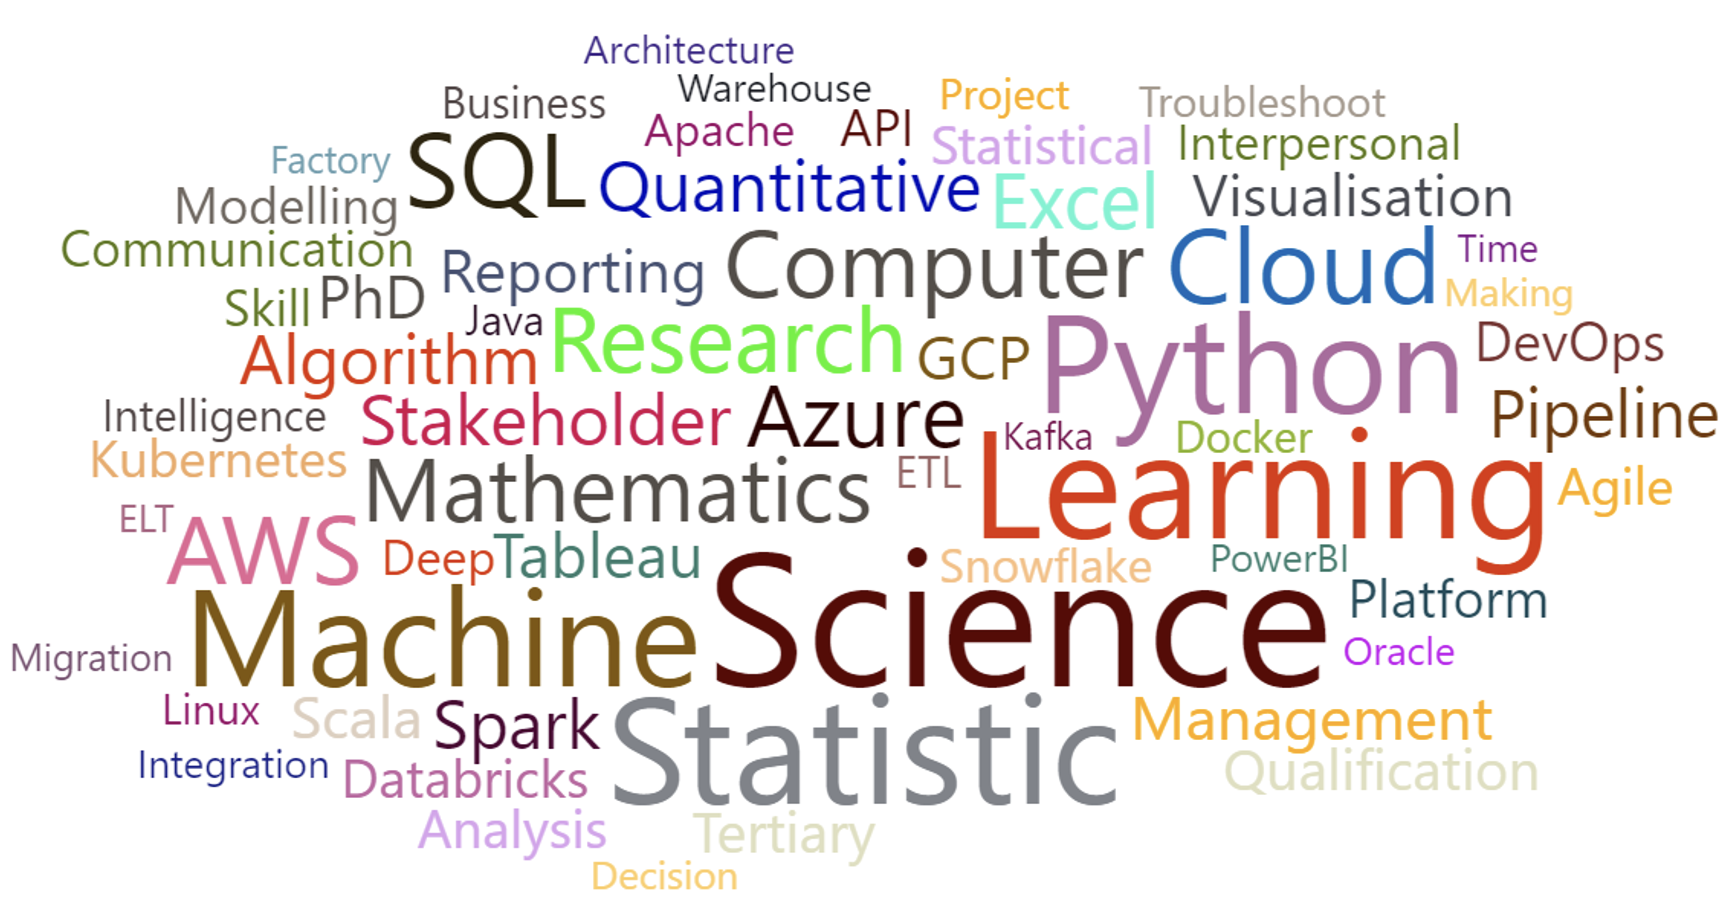 Architecture
Warehouse
Business
Project
Troubleshoot
Apache
API
Statistical
Interpersonal
Factory
SQL
Quantitative
Excel
Visualisation
Modelling
Communication
Reporting
Computer
Cloud
Time
Making
Skill
PhD
Java
Research
GCP
Python
DevOps
Algorithm
Intelligence
Stakeholder
Azure
Kafka
Docker
Pipeline
Kubernetes
Mathematics
ETL
Learning
Agile
ELT
AWS
Deep
Tableau
Snowflake
PowerBI
Platform
Machine
Science
Oracle
Migration
Linux
Scala
Spark
Statistic
Management
Integration
Databricks
Qualification
Analysis
Tertiary
Decision